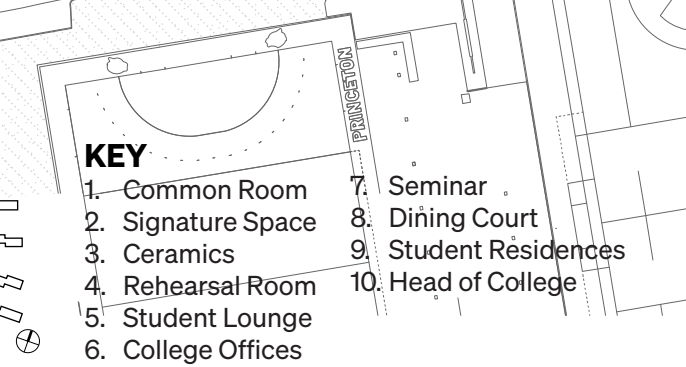 PRINCETON
KEY
1. Common Room
2. Signature Space
3. Ceramics
4. Rehearsal Room
5. Student Lounge
6. College Offices
7. Seminar
8. Dining Court
9. Student Residences
10. Head of College